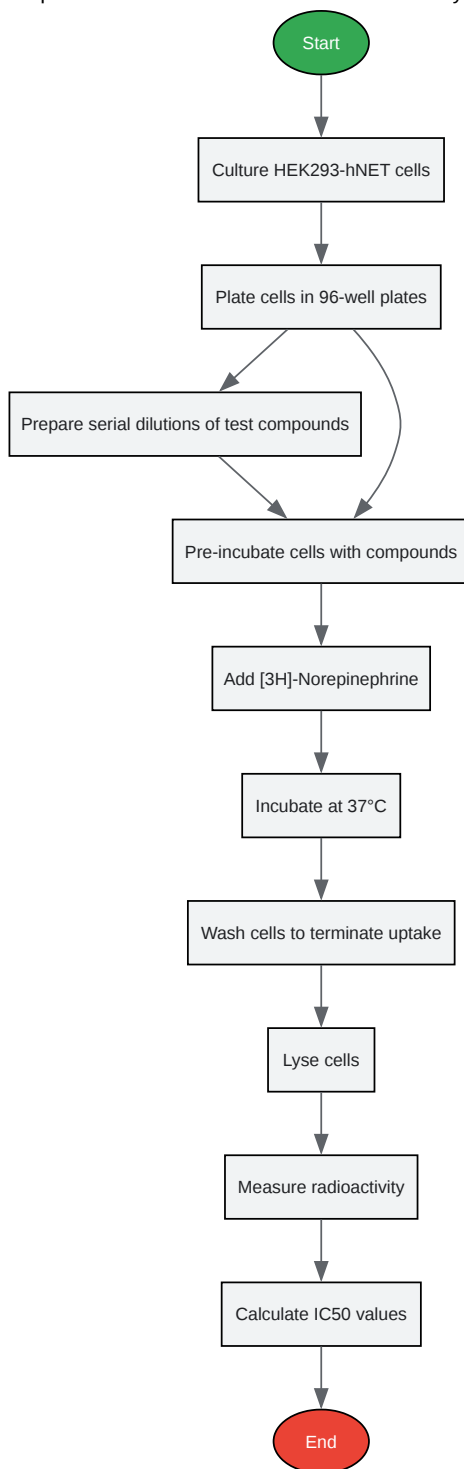 Start
Culture HEK293-hNET cells
Plate cells in 96-well plates
Prepare serial dilutions of test compounds
Pre-incubate cells with compounds
Add [3H]-Norepinephrine
Incubate at 37°C
Wash cells to terminate uptake
Lyse cells
Measure radioactivity
Calculate IC50 values
End